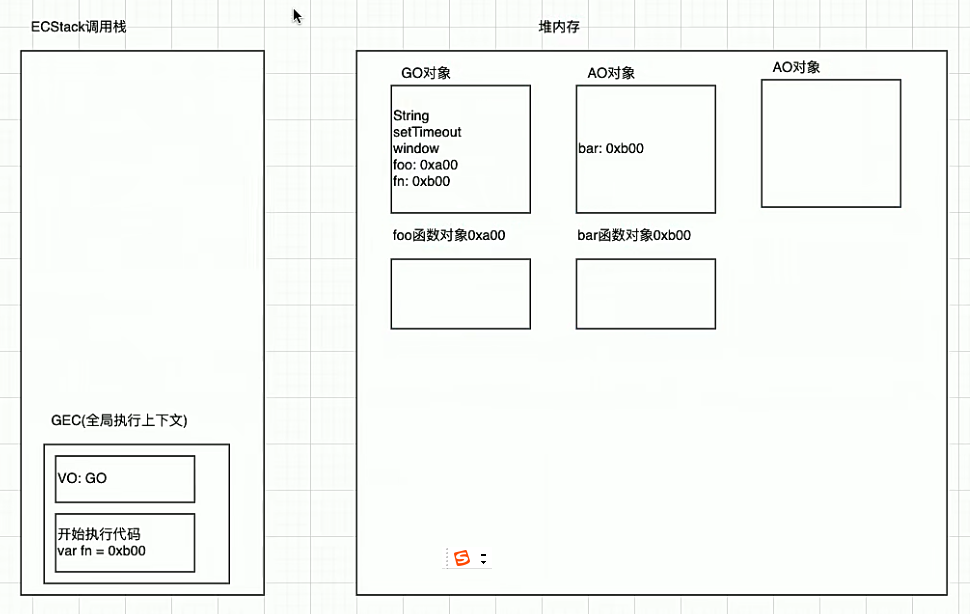 ECStack调用栈
堆内存
GO对象
AO对象
AO对象
String
setTimeout
window
foo: 0xa00
fn: 0xb00
bar: 0xb00
foo函数对象0xa00
bar函数对象0xb00
GEC(全局执行上下文)
VO: GO
开始执行代码
var fn = 0xb00